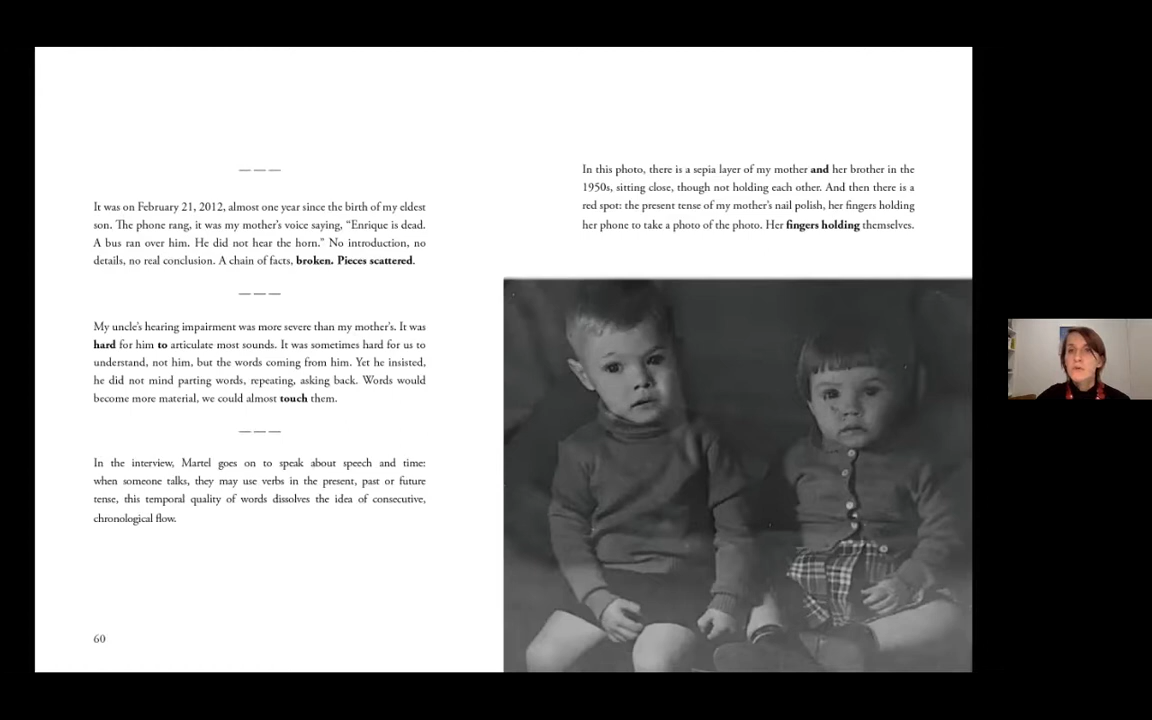 — — —
It was on February 21, 2012, almost one year since the birth of my eldest
son. The phone rang, it was my mother's voice saying, “Enrique is dead.
A bus ran over him. He did not hear the horn.” No introduction, no
details, no real conclusion. A chain of facts, broken. Pieces scattered.
— — —
My uncle's hearing impairment was more severe than my mother's. It was
hard for him to articulate most sounds. It was sometimes hard for us to
understand, not him, but the words coming from him. Yet he insisted,
he did not mind parting words, repeating, asking back. Words would
become more material, we could almost touch them.
— — —
In the interview, Martel goes on to speak about speech and time:
when someone talks, they may use verbs in the present, past or future
tense, this temporal quality of words dissolves the idea of consecutive,
chronological flow.
60
In this photo, there is a sepia layer of my mother and her brother in the
1950s, sitting close, though not holding each other. And then there is a
red spot: the present tense of my mother's nail polish, her fingers holding
her phone to take a photo of the photo. Her fingers holding themselves.